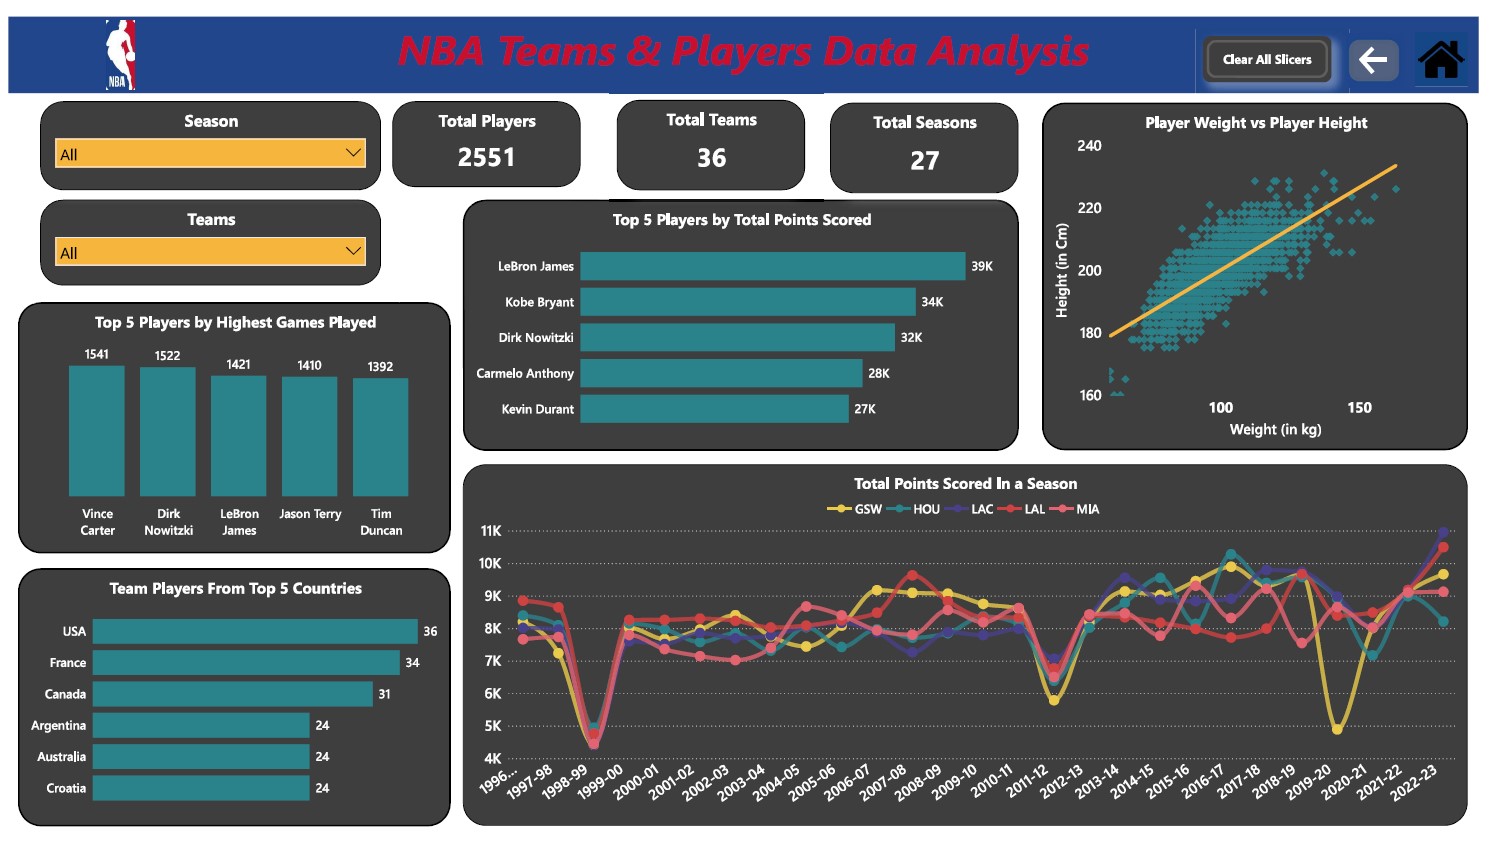 NBA
NBA Teams & Players Data Analysis
Clear All Slicers
Season
All
Total Players
2551
Total Teams
36
Total Seasons
27
Teams
All
Top 5 Players by Highest Games Played
1541
1522
1421
1410
1392
Vince
Carter
Dirk
Nowitzki
LeBron
James
Jason Terry
Tim
Duncan
Top 5 Players by Total Points Scored
LeBron James
39K
Kobe Bryant
34K
Dirk Nowitzki
32K
Carmelo Anthony
28K
Kevin Durant
27K
Player Weight vs Player Height
240
220
200
180
160
Height (in Cm)
100
150
Weight (in kg)
Team Players From Top 5 Countries
USA
36
France
34
Canada
31
Argentina
24
Australia
24
Croatia
24
Total Points Scored In a Season
GSW
HOU
LAC
LAL
MIA
11K
10K
9K
8K
7K
6K
5K
4K
1996...
1997-98
1998-99
1999-00
2000-01
2001-02
2002-03
2003-04
2004-05
2005-06
2006-07
2007-08
2008-09
2009-10
2010-11
2011-12
2012-13
2013-14
2014-15
2015-16
2016-17
2017-18
2018-19
2019-20
2020-21
2021-22
2022-23